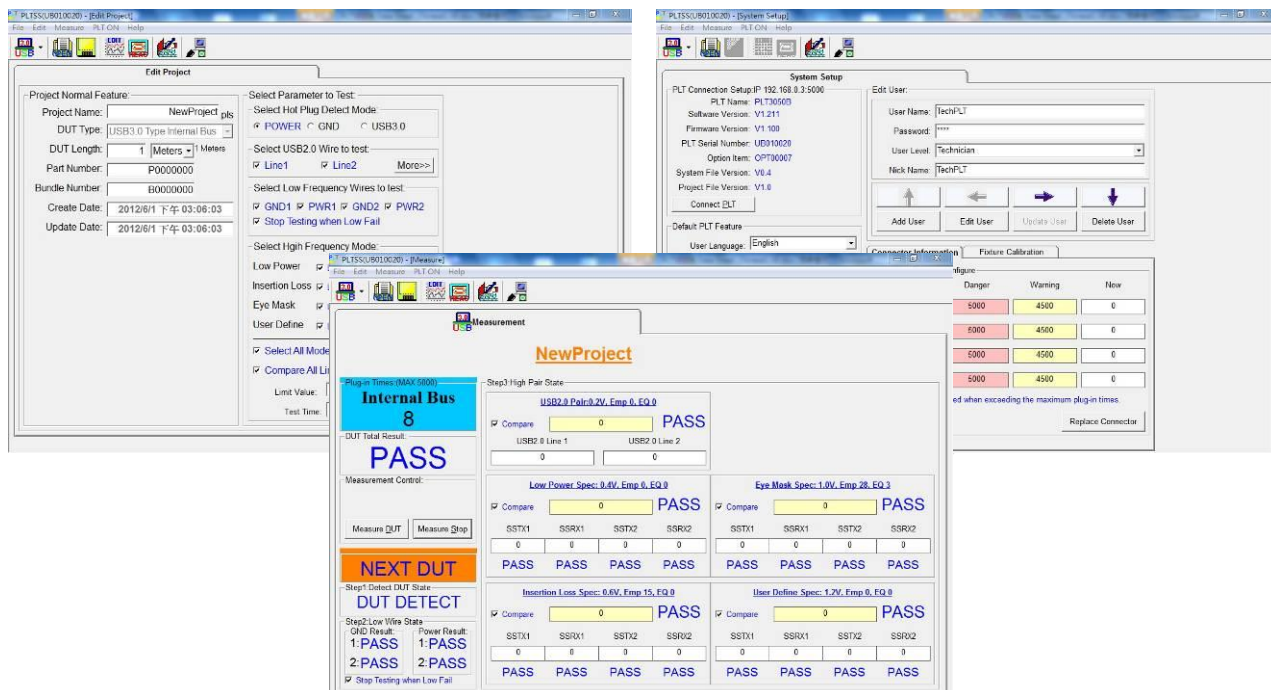 PLTSS(UB010020) - [Edit Project]
File Edit Measure PLT ON Help
Edit Project
Project Normal Feature:
Project Name: NewProject pls
DUT Type: USB3.0 Type Internal Bus
DUT Length: 1 Meters 1 Meters
Part Number: P0000000
Bundle Number: B0000000
Create Date: 2012/6/1 下午 03:06:03
Update Date: 2012/6/1 下午 03:06:03
Select Parameter to Test:
Select Hot Plug Detect Mode:
POWER GND USB3.0
Select USB2.0 Wire to test:
Line1 Line2 More>>
Select Low Frequency Wires to test:
GND1 PWR1 GND2 PWR2
Stop Testing when Low Fail
Select Hgin Frequency Mode:
Low Power
Insertion Loss
Eye Mask
User Define
Select All Mode
Compare All
Limit Value:
Test Time:
PLTSS(UB010020) - [System Setup]
File Edit Measure PLT ON Help
System Setup
PLT Connection Setup:IP 192.168.0.3:5000
PLT Name: PLT3050B
Software Version: V1.211
Firmware Version: V1.100
PLT Serial Number: UB010020
Option Item: OPT00007
System File Version: V0.4
Project File Version: V1.0
Connect PLT
Default PLT Feature
User Language: English
Edit User:
User Name: TechPLT
Password: ****
User Level: Technician
Nick Name: TechPLT
Add User Edit User Update User Delete User
Connector Information Fixture Calibration
Danger Warning Now
5000 4500 0
5000 4500 0
5000 4500 0
5000 4500 0
ed when exceeding the maximum plug-in times.
Replace Connector
PLTSS(UB010020) - [Measure]
File Edit Measure PLT ON Help
Measurement
NewProject
Plug-in Times:(MAX 5000)
Internal Bus
8
DUT Total Result:
PASS
Measurement Control:
Measure DUT Measure Stop
NEXT DUT
Step1:Detect DUT State
DUT DETECT
Step2:Low Wire State
GND Result: Power Result:
1:PASS 1:PASS
2:PASS 2:PASS
Stop Testing when Low Fail
Step3:High Pair State
USB2.0 Pair:0.2V, Emp 0, EQ 0
Compare 0 PASS
USB2.0 Line 1 USB2.0 Line 2
0 0
Low Power Spec: 0.4V, Emp 0, EQ 0
Compare 0 PASS
SSTX1 SSRX1 SSTX2 SSRX2
0 0 0 0
PASS PASS PASS PASS
Eye Mask Spec: 1.0V, Emp 28, EQ 3
Compare 0 PASS
SSTX1 SSRX1 SSTX2 SSRX2
0 0 0 0
PASS PASS PASS PASS
Insertion Loss Spec: 0.6V, Emp 15, EQ 0
Compare 0 PASS
SSTX1 SSRX1 SSTX2 SSRX2
0 0 0 0
PASS PASS PASS PASS
User Define Spec: 1.2V, Emp 0, EQ 0
Compare 0 PASS
SSTX1 SSRX1 SSTX2 SSRX2
0 0 0 0
PASS PASS PASS PASS